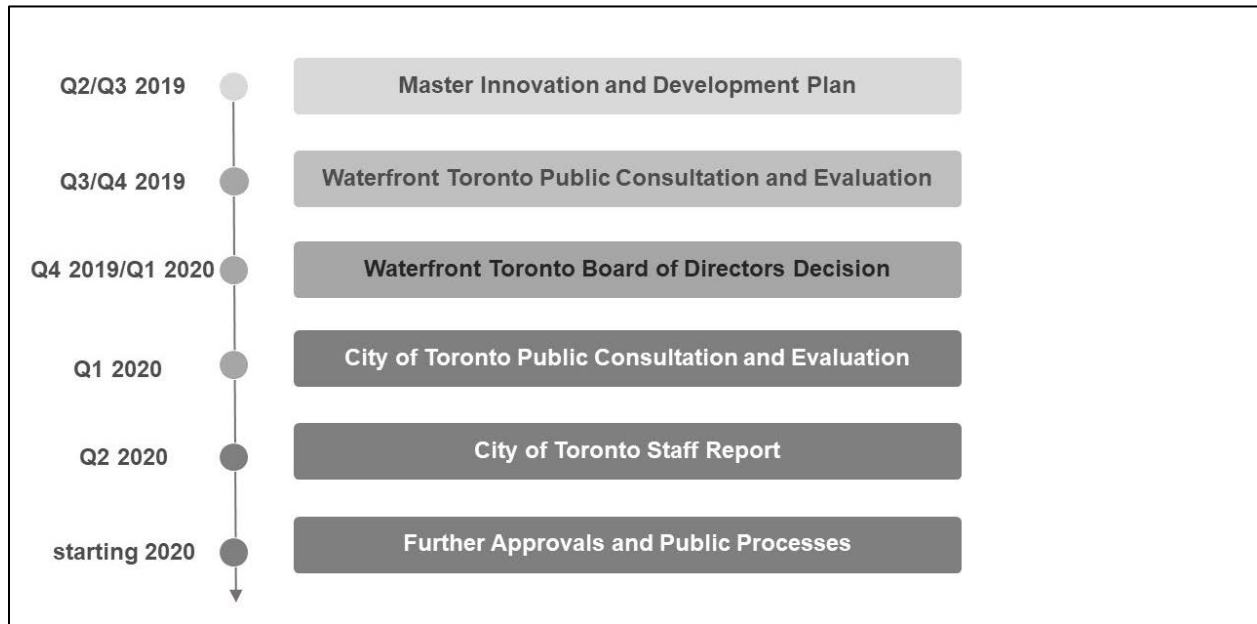 Q2/Q3 2019 Master Innovation and Development Plan
Q3/Q4 2019 Waterfront Toronto Public Consultation and Evaluation
Q4 2019/Q1 2020 Waterfront Toronto Board of Directors Decision
Q1 2020 City of Toronto Public Consultation and Evaluation
Q2 2020 City of Toronto Staff Report
starting 2020 Further Approvals and Public Processes